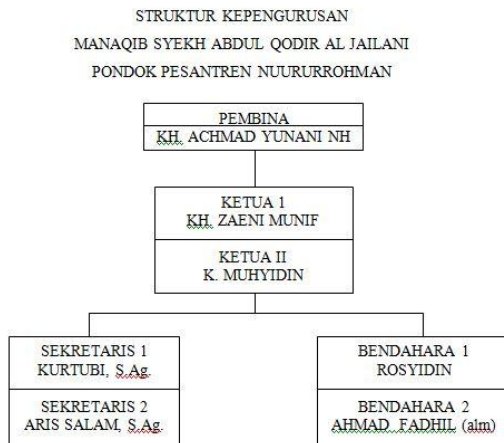 STRUKTUR KEPENGURUSAN
MANAQIB SYEKH ABDUL QODIR AL JAILANI
PONDOK PESANTREN NUURURROHMAN
PEMBINA
KH. ACHMAD YUNANI NH
KETUA 1
KH. ZAENI MUNIF
KETUA II
K. MUHYIDIN
SEKRETARIS 1
KURTUBI, S.Ag.
SEKRETARIS 2
ARIS SALAM, S.Ag.
BENDAHARA 1
ROSYIDIN
BENDAHARA 2
AHMAD FADHIL (alm)